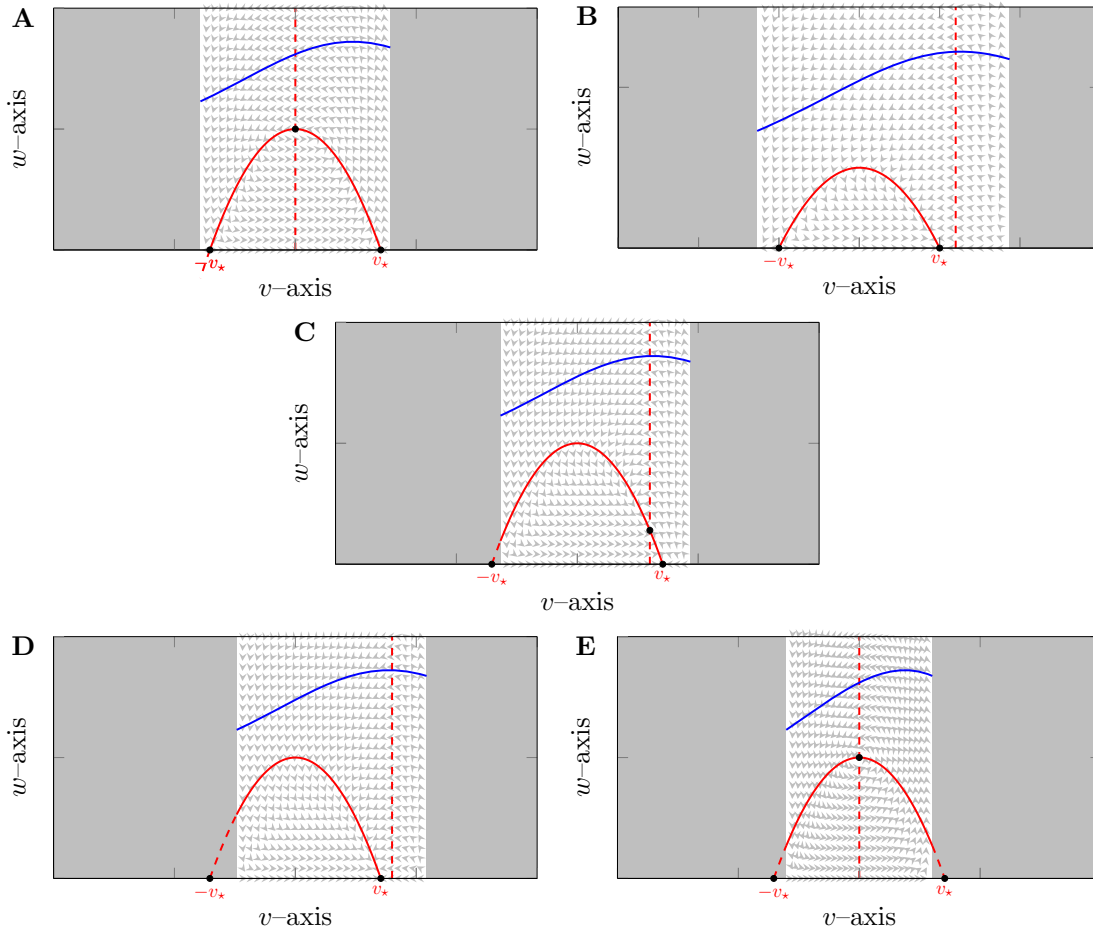 A
w–axis
-v⋆
v⋆
v–axis
B
w–axis
-v⋆
v⋆
v–axis
C
w–axis
-v⋆
v⋆
v–axis
D
w–axis
-v⋆
v⋆
v–axis
E
w–axis
-v⋆
v⋆
v–axis